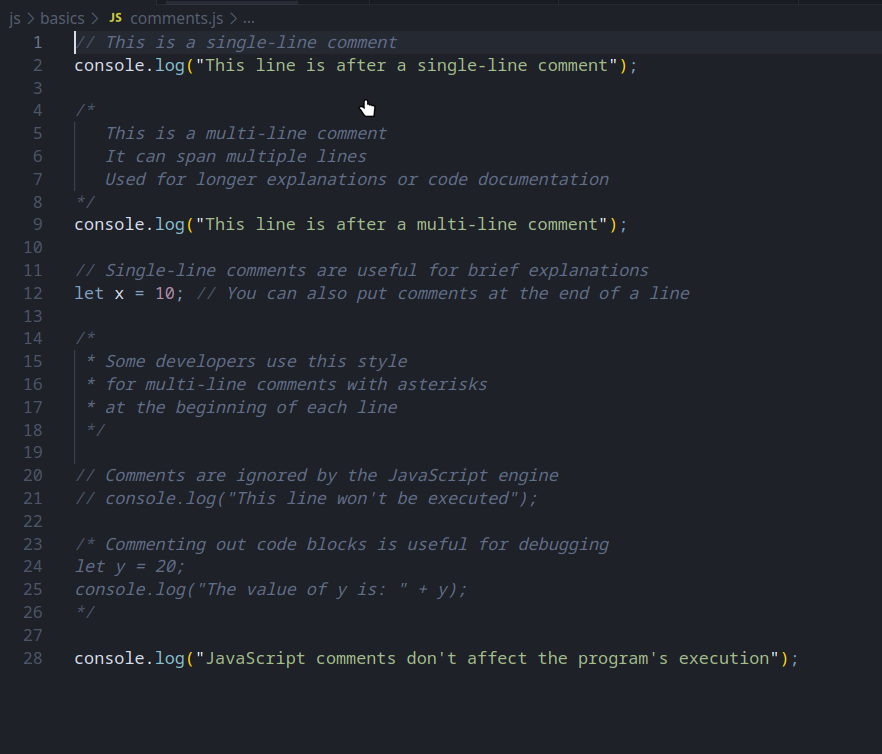 js > basics > JS comments.js > ...
1 // This is a single-line comment
2 console.log("This line is after a single-line comment");
3
4 /*
5 This is a multi-line comment
6 It can span multiple lines
7 Used for longer explanations or code documentation
8 */
9 console.log("This line is after a multi-line comment");
10
11 // Single-line comments are useful for brief explanations
12 let x = 10; // You can also put comments at the end of a line
13
14 /*
15 * Some developers use this style
16 * for multi-line comments with asterisks
17 * at the beginning of each line
18 */
19
20 // Comments are ignored by the JavaScript engine
21 // console.log("This line won't be executed");
22
23 /* Commenting out code blocks is useful for debugging
24 let y = 20;
25 console.log("The value of y is: " + y);
26 */
27
28 console.log("JavaScript comments don't affect the program's execution");